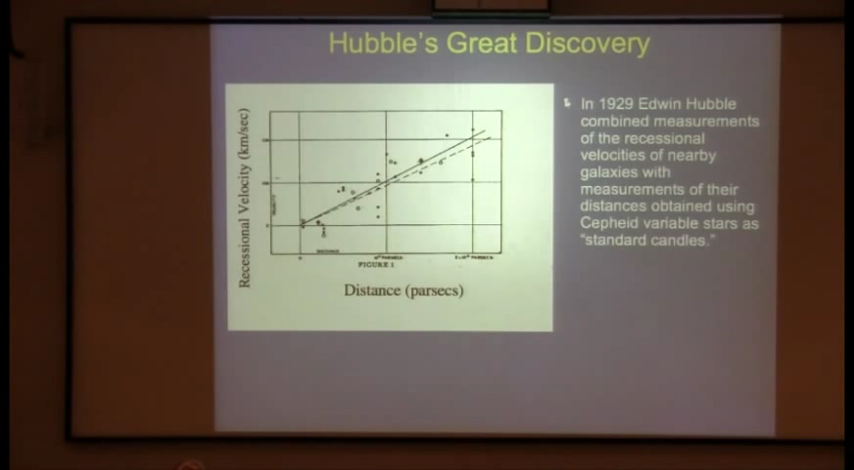 Hubble's Great Discovery
Recessional Velocity (km/sec)
FIGURE 1
Distance (parsecs)
In 1929 Edwin Hubble
combined measurements
of the recessional
velocities of nearby
galaxies with
measurements of their
distances obtained using
Cepheid variable stars as
"standard candles."